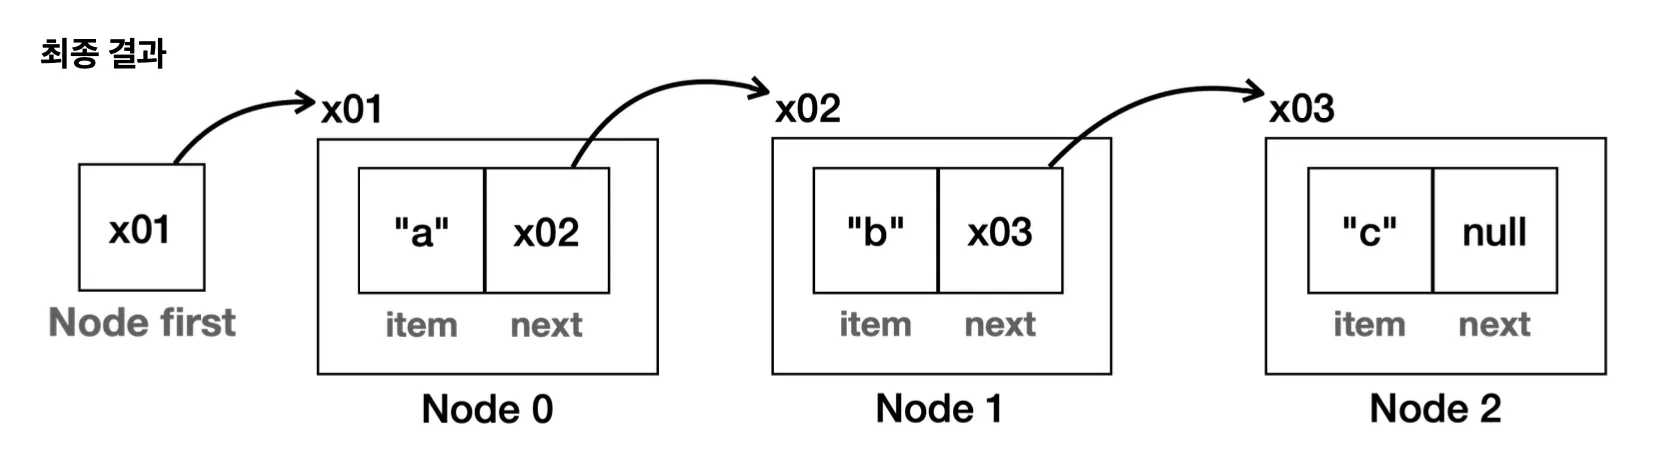 최종 결과
x01
x02
x03
x01
"a" x02
"b" x03
"c" null
Node first
item next
item next
item next
Node 0
Node 1
Node 2